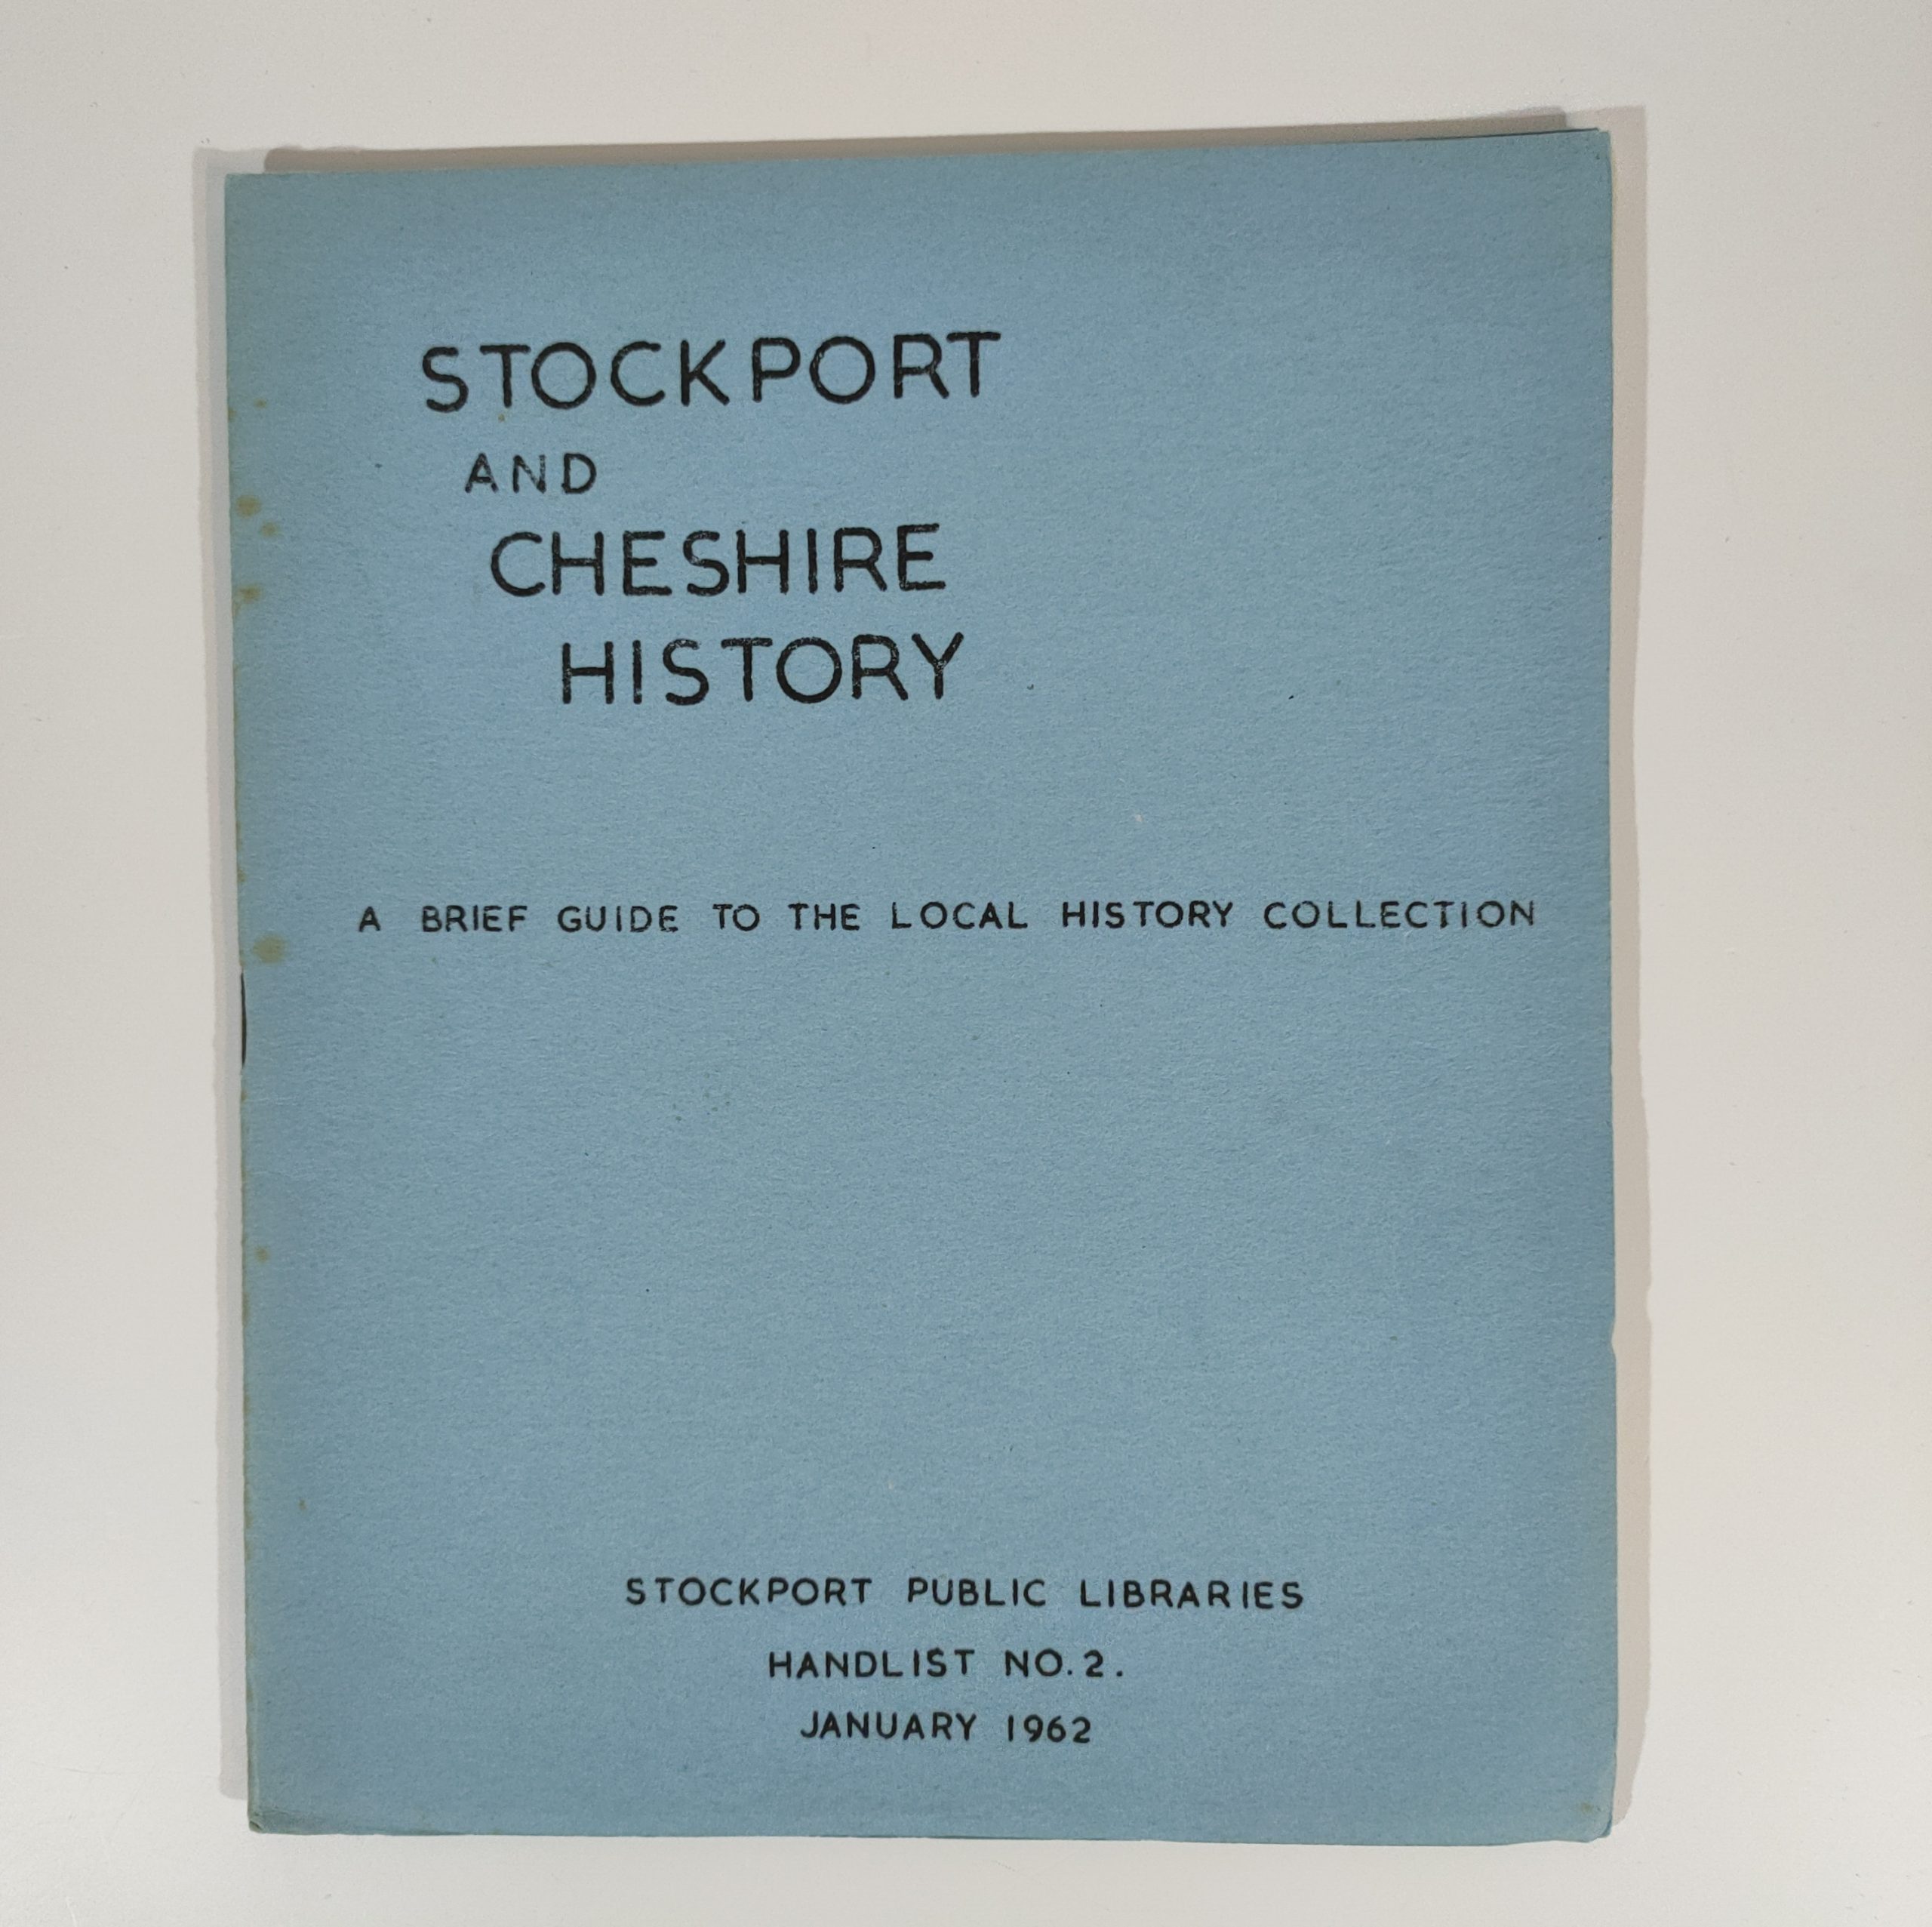 STOCKPORT
AND
CHESHIRE
HISTORY
A BRIEF GUIDE TO THE LOCAL HISTORY COLLECTION
STOCKPORT PUBLIC LIBRARIES
HANDLIST NO. 2.
JANUARY 1962